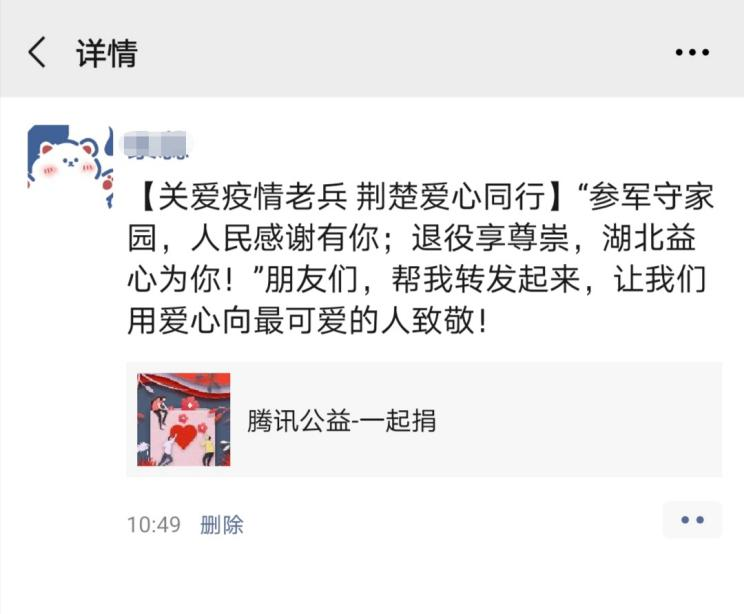 详情
【关爱疫情老兵 荆楚爱心同行】“参军守家
园，人民感谢有你；退役享尊崇，湖北益
心为你！”朋友们，帮我转发起来，让我们
用爱心向最可爱的人致敬！
腾讯公益-一起捐
10:49 删除